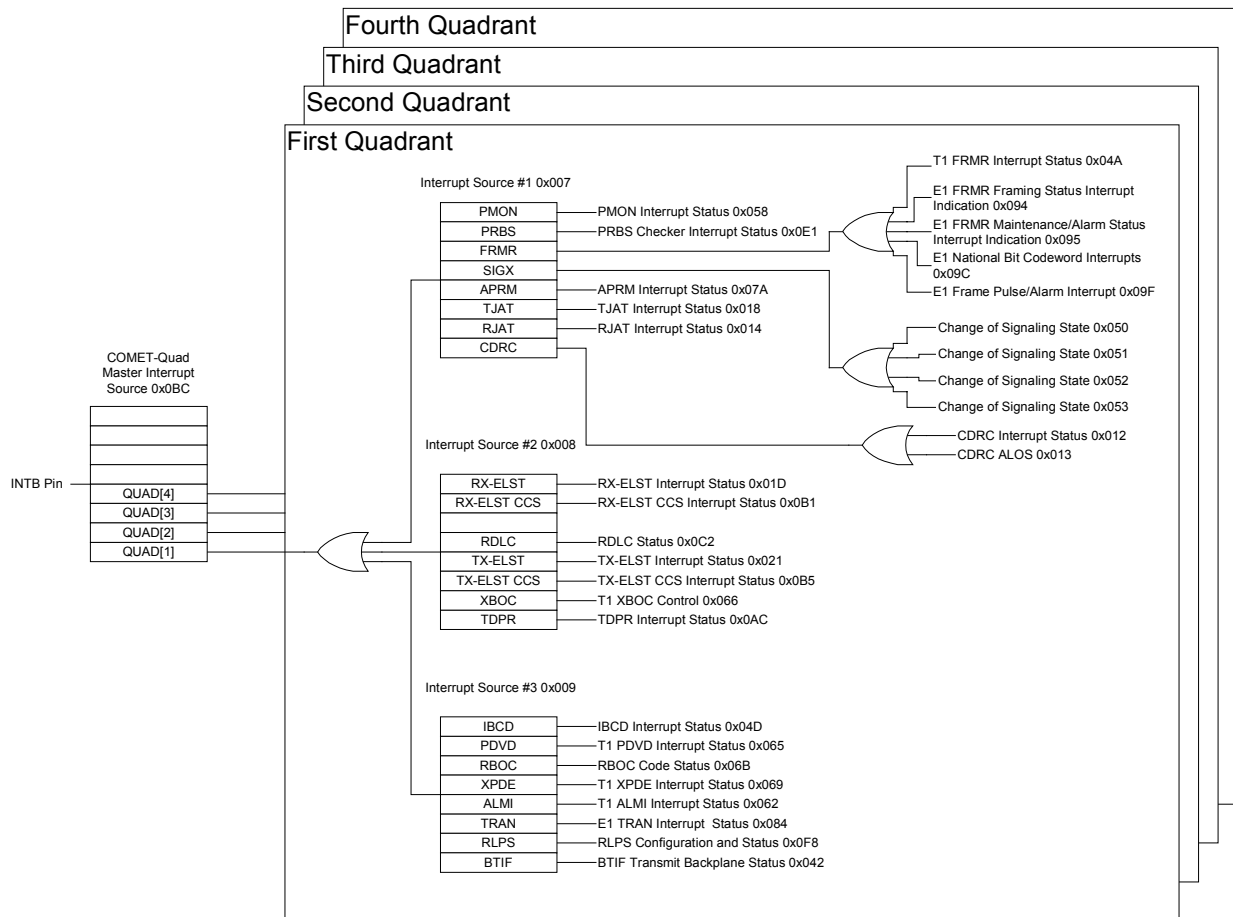 Fourth Quadrant
Third Quadrant
Second Quadrant
First Quadrant
COMET-Quad
Master Interrupt
Source 0x0BC
INTB Pin
QUAD[4]
QUAD[3]
QUAD[2]
QUAD[1]
Interrupt Source #1 0x007
PMON
PMON Interrupt Status 0x058
PRBS
PRBS Checker Interrupt Status 0x0E1
FRMR
SIGX
APRM
APRM Interrupt Status 0x07A
TJAT
TJAT Interrupt Status 0x018
RJAT
RJAT Interrupt Status 0x014
CDRC
T1 FRMR Interrupt Status 0x04A
E1 FRMR Framing Status Interrupt
Indication 0x094
E1 FRMR Maintenance/Alarm Status
Interrupt Indication 0x095
E1 National Bit Codeword Interrupts
0x09C
E1 Frame Pulse/Alarm Interrupt 0x09F
Change of Signaling State 0x050
Change of Signaling State 0x051
Change of Signaling State 0x052
Change of Signaling State 0x053
CDRC Interrupt Status 0x012
CDRC ALOS 0x013
Interrupt Source #2 0x008
RX-ELST
RX-ELST Interrupt Status 0x01D
RX-ELST CCS
RX-ELST CCS Interrupt Status 0x0B1
RDLC
RDLC Status 0x0C2
TX-ELST
TX-ELST Interrupt Status 0x021
TX-ELST CCS
TX-ELST CCS Interrupt Status 0x0B5
XBOC
T1 XBOC Control 0x066
TDPR
TDPR Interrupt Status 0x0AC
Interrupt Source #3 0x009
IBCD
IBCD Interrupt Status 0x04D
PDVD
T1 PDVD Interrupt Status 0x065
RBOC
RBOC Code Status 0x06B
XPDE
T1 XPDE Interrupt Status 0x069
ALMI
T1 ALMI Interrupt Status 0x062
TRAN
E1 TRAN Interrupt Status 0x084
RLPS
RLPS Configuration and Status 0x0F8
BTIF
BTIF Transmit Backplane Status 0x042